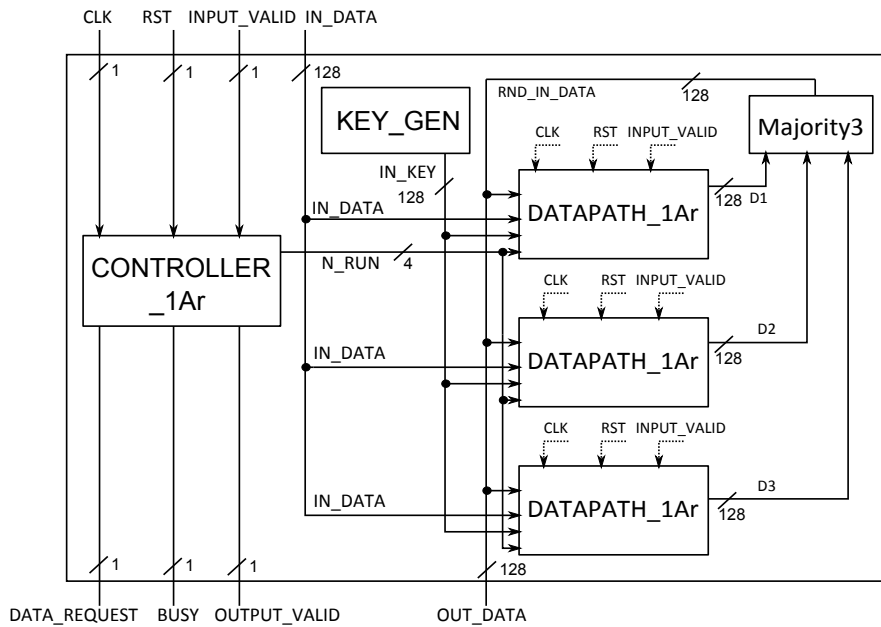 CLK RST INPUT_VALID IN_DATA
1 1 1 128
RND_IN_DATA 128
KEY_GEN
Majority3
CLK RST INPUT_VALID
IN_KEY
128
128 D1
IN_DATA
DATAPATH_1Ar
CONTROLLER
_1Ar
N_RUN 4
CLK RST INPUT_VALID
D2
128
IN_DATA
DATAPATH_1Ar
CLK RST INPUT_VALID
D3
128
IN_DATA
DATAPATH_1Ar
1 1 1 128
DATA_REQUEST BUSY OUTPUT_VALID OUT_DATA